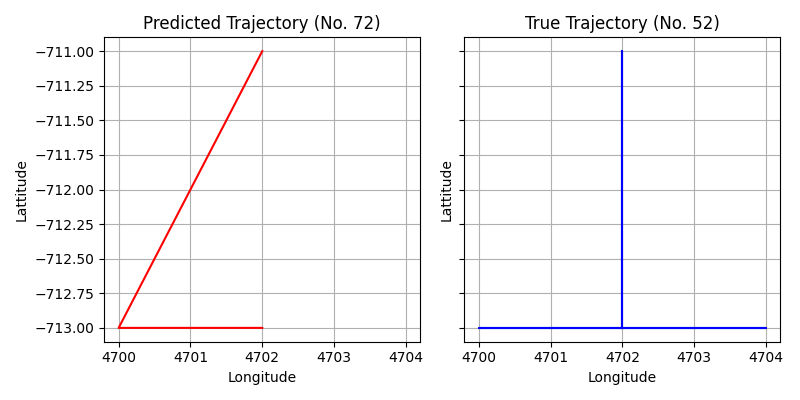 Predicted Trajectory (No. 72)
−711.00
−711.25
−711.50
−711.75
−712.00
−712.25
−712.50
−712.75
−713.00
Lattitude
4700 4701 4702 4703 4704
Longitude
True Trajectory (No. 52)
Lattitude
4700 4701 4702 4703 4704
Longitude